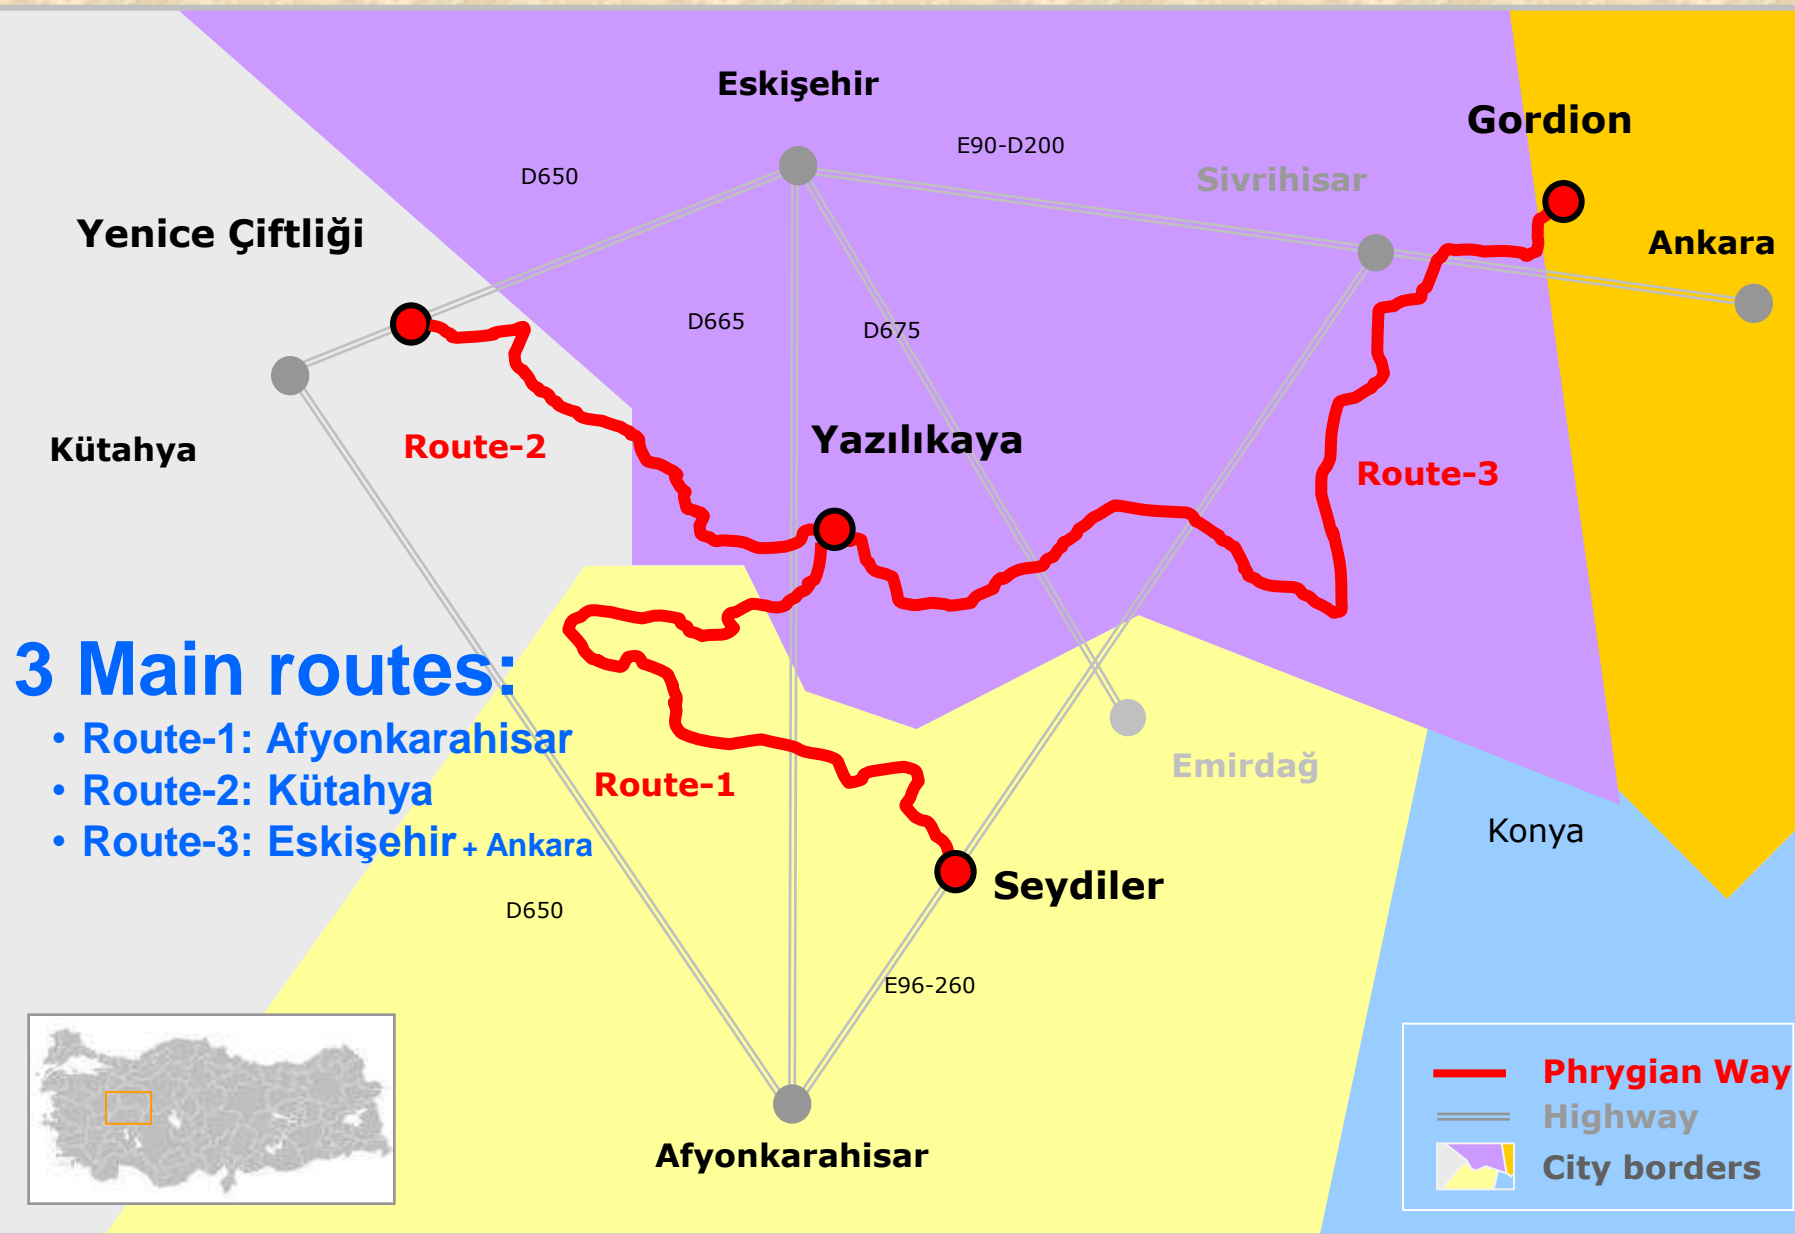 Eskişehir
Gordion
E90-D200
D650
Sivrihisar
Yenice Çiftliği
Ankara
D665
D675
Yazılıkaya
Kütahya
Route-2
Route-3
3 Main routes:
• Route-1: Afyonkarahisar
• Route-2: Kütahya
• Route-3: Eskişehir + Ankara
Emirdağ
Route-1
Konya
Seydiler
D650
E96-260
Afyonkarahisar
Phrygian Way
Highway
City borders